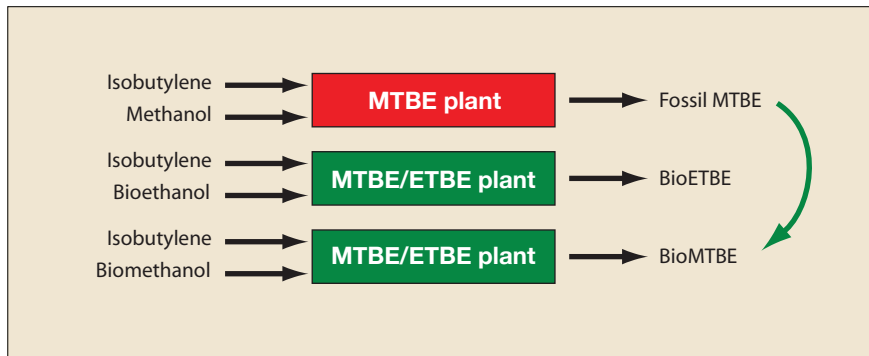 Isobutylene
Methanol
MTBE plant
Fossil MTBE
Isobutylene
Bioethanol
MTBE/ETBE plant
BioETBE
Isobutylene
Biomethanol
MTBE/ETBE plant
BioMTBE